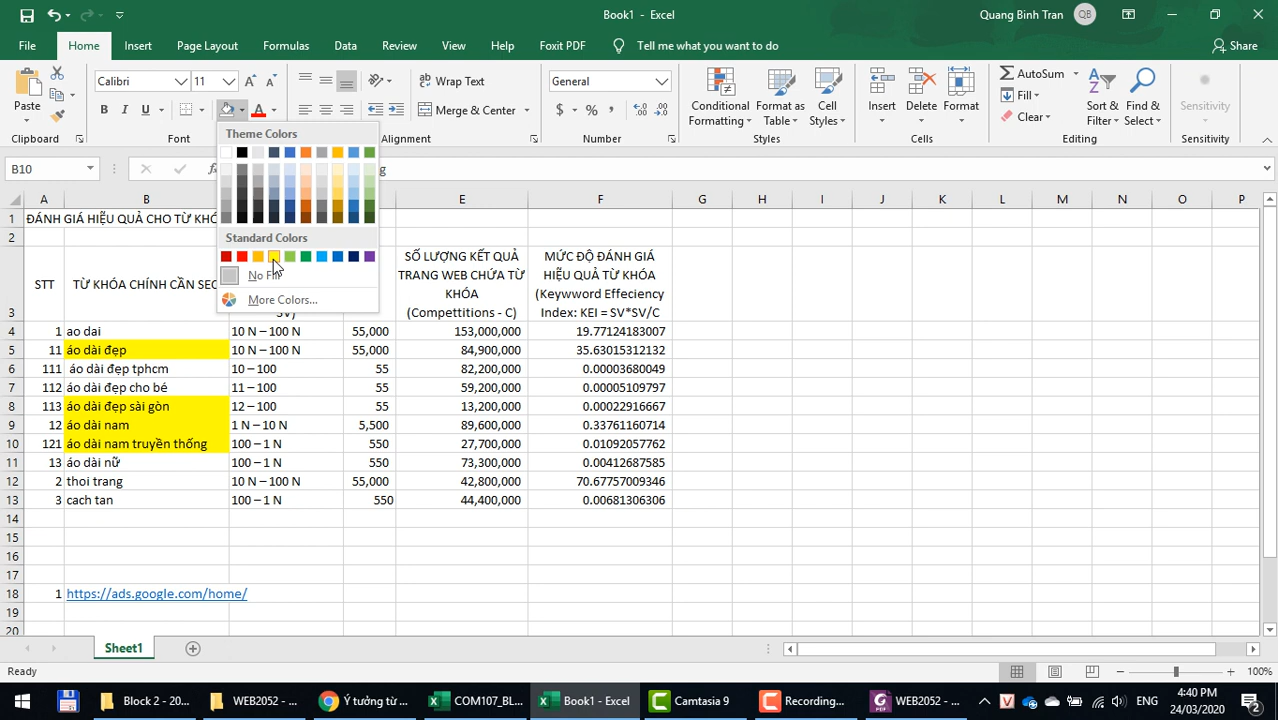 Book1 - Excel
Quang Binh Tran
QB
File
Home
Insert
Page Layout
Formulas
Data
Review
View
Help
Foxit PDF
Tell me what you want to do
Share
Paste
Calibri
11
Wrap Text
Merge & Center
General
Conditional
Formatting
Format as
Table
Cell
Styles
Insert
Delete
Format
AutoSum
Fill
Clear
Sort &
Filter
Find &
Select
Sensitivity
Clipboard
Font
Alignment
Number
Styles
Cells
Editing
Sensitivity
Theme Colors
Standard Colors
More Colors...
B10
A B E F G H I J K L M N O P
1 ĐÁNH GIÁ HIỆU QUẢ CHO TỪ KHÓ
2
3
STT
TỪ KHÓA CHÍNH CẦN SEO
SV)
SỐ LƯỢNG KẾT QUẢ
TRANG WEB CHỨA TỪ
KHÓA
(Compettitions - C)
MỨC ĐỘ ĐÁNH GIÁ
HIỆU QUẢ TỪ KHÓA
(Keywword Effeciency
Index: KEI = SV*SV/C
4 1 ao dai 10 N – 100 N 55,000 153,000,000 19.77124183007
5 11 áo dài đẹp 10 N – 100 N 55,000 84,900,000 35.63015312132
6 111 áo dài đẹp tphcm 10 – 100 55 82,200,000 0.00003680049
7 112 áo dài đẹp cho bé 11 – 100 55 59,200,000 0.00005109797
8 113 áo dài đẹp sài gòn 12 – 100 55 13,200,000 0.00022916667
9 12 áo dài nam 1 N – 10 N 5,500 89,600,000 0.33761160714
10 121 áo dài nam truyền thống 100 – 1 N 550 27,700,000 0.01092057762
11 13 áo dài nữ 100 – 1 N 550 73,300,000 0.00412687585
12 2 thoi trang 10 N – 100 N 55,000 42,800,000 70.67757009346
13 3 cach tan 100 – 1 N 550 44,400,000 0.00681306306
14
15
16
17
18 1 https://ads.google.com/home/
19
20
Sheet1
Ready
100%
Block 2 - 20...
WEB2052 - ...
Ý tưởng từ ...
COM107_BL...
Book1 - Excel
Camtasia 9
Recording...
WEB2052 - ...
ENG
4:40 PM
24/03/2020
2